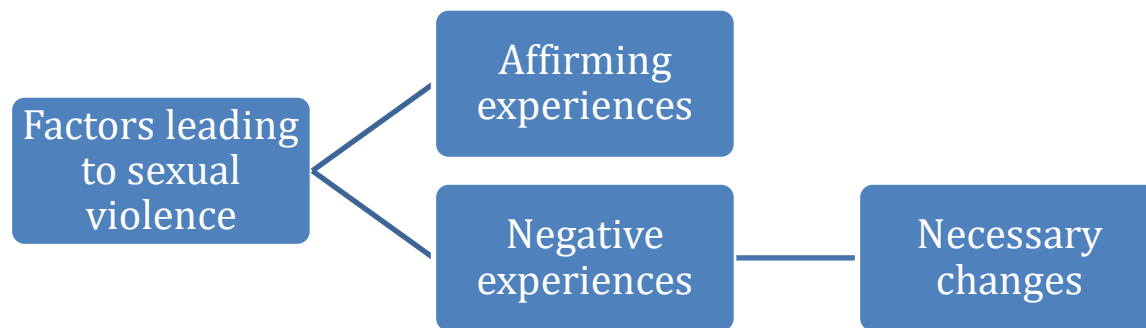 Factors leading
to sexual
violence
Affirming
experiences
Negative
experiences
Necessary
changes